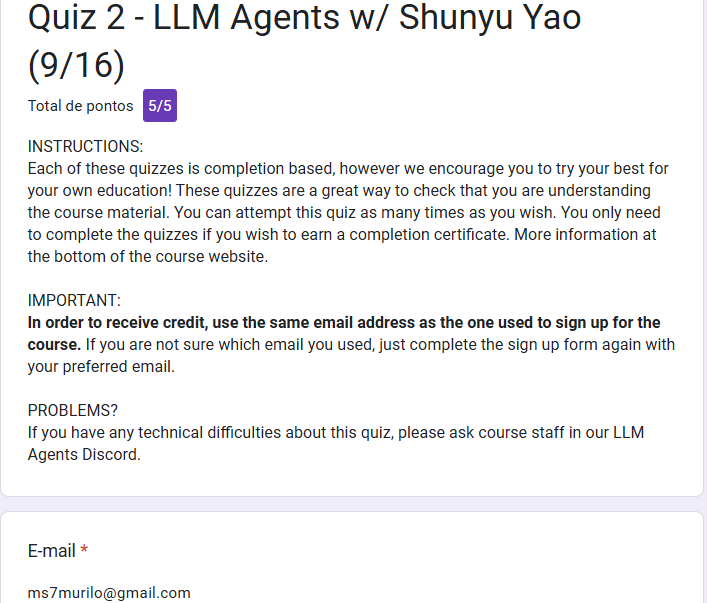 Quiz 2 - LLM Agents w/ Shunyu Yao
(9/16)
Total de pontos 5/5
INSTRUCTIONS:
Each of these quizzes is completion based, however we encourage you to try your best for
your own education! These quizzes are a great way to check that you are understanding
the course material. You can attempt this quiz as many times as you wish. You only need
to complete the quizzes if you wish to earn a completion certificate. More information at
the bottom of the course website.
IMPORTANT:
In order to receive credit, use the same email address as the one used to sign up for the
course. If you are not sure which email you used, just complete the sign up form again with
your preferred email.
PROBLEMS?
If you have any technical difficulties about this quiz, please ask course staff in our LLM
Agents Discord.
E-mail *
ms7murilo@gmail.com